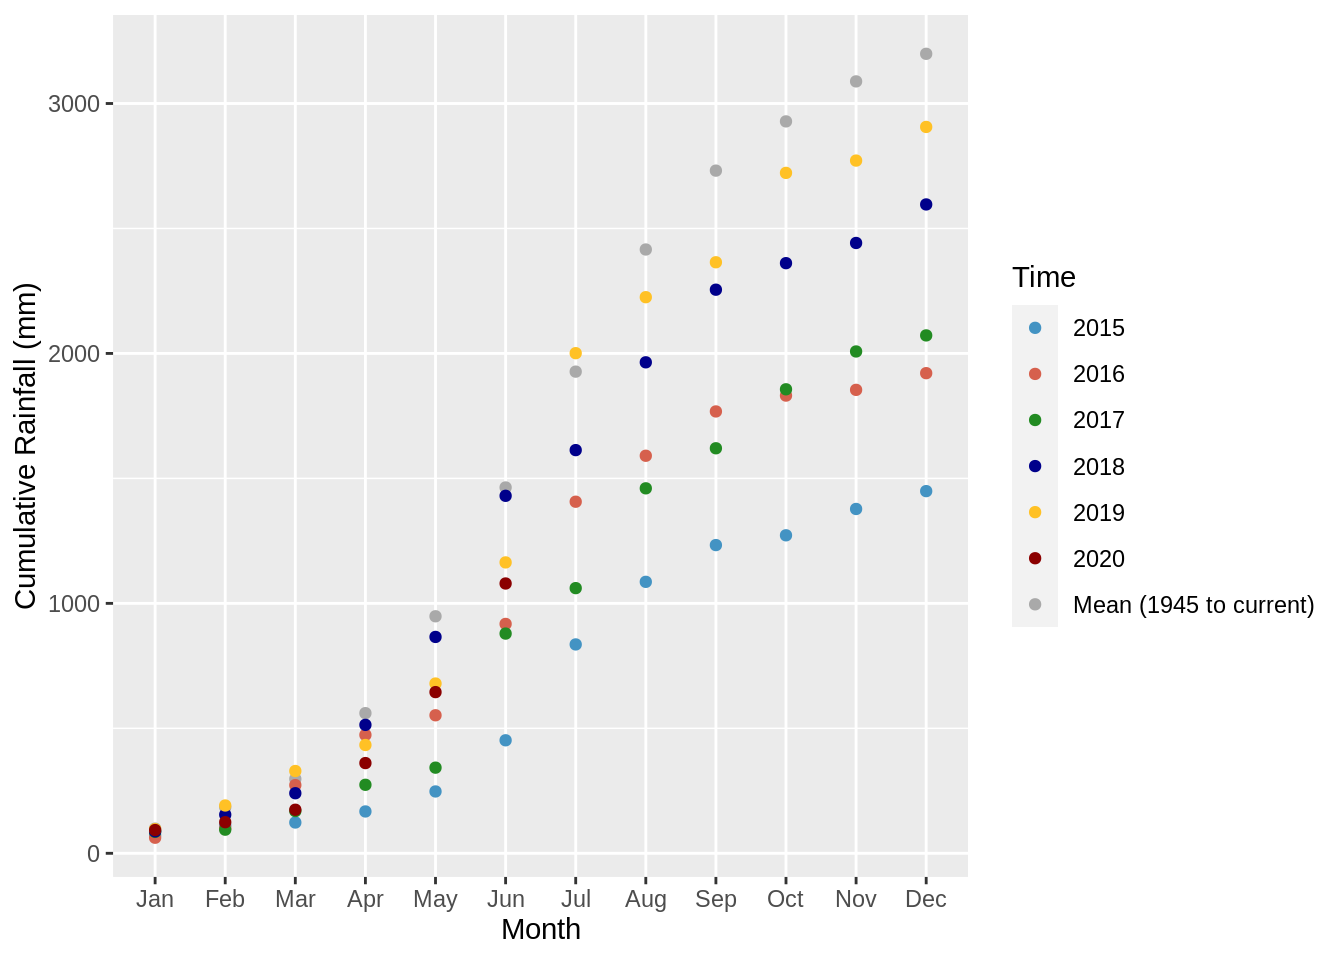 Cumulative Rainfall (mm)
3000
2000
1000
0
Jan Feb Mar Apr May Jun Jul Aug Sep Oct Nov Dec
Month
Time
2015
2016
2017
2018
2019
2020
Mean (1945 to current)